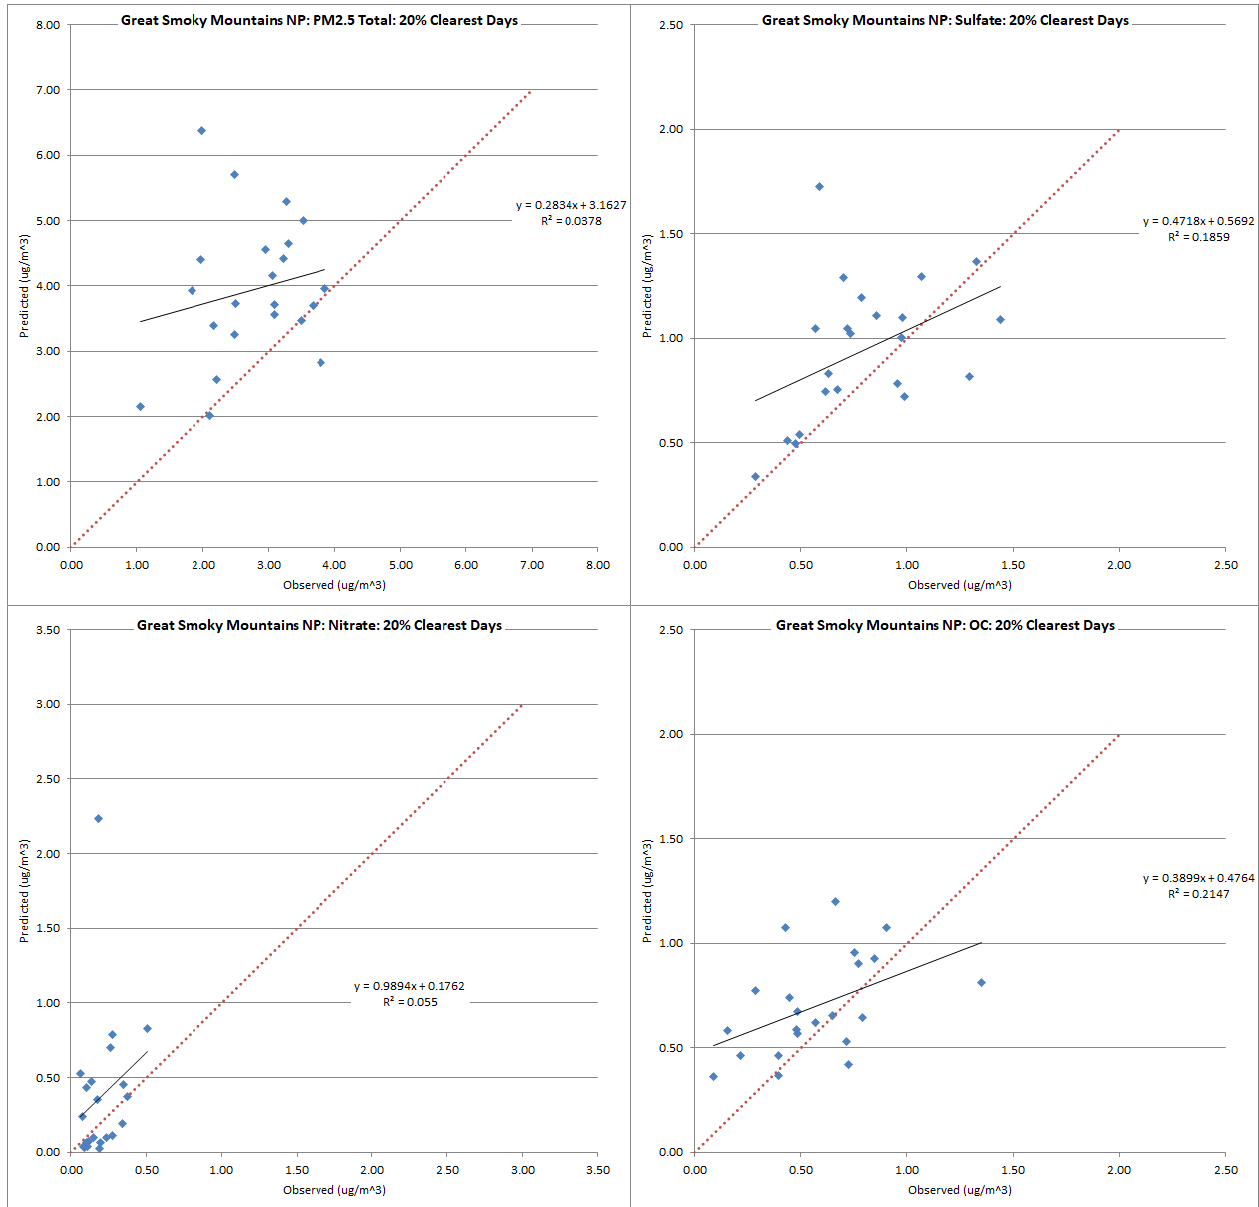 Great Smoky Mountains NP: PM2.5 Total: 20% Clearest Days
8.00
7.00
6.00
5.00
4.00
3.00
2.00
1.00
0.00
Predicted (ug/m^3)
y = 0.2834x + 3.1627
R² = 0.0378
0.00 1.00 2.00 3.00 4.00 5.00 6.00 7.00 8.00
Observed (ug/m^3)
Great Smoky Mountains NP: Sulfate: 20% Clearest Days
2.50
2.00
1.50
1.00
0.50
0.00
Predicted (ug/m^3)
y = 0.4718x + 0.5692
R² = 0.1859
0.00 0.50 1.00 1.50 2.00 2.50
Observed (ug/m^3)
Great Smoky Mountains NP: Nitrate: 20% Clearest Days
3.50
3.00
2.50
2.00
1.50
1.00
0.50
0.00
Predicted (ug/m^3)
y = 0.9894x + 0.1762
R² = 0.055
0.00 0.50 1.00 1.50 2.00 2.50 3.00 3.50
Observed (ug/m^3)
Great Smoky Mountains NP: OC: 20% Clearest Days
2.50
2.00
1.50
1.00
0.50
0.00
Predicted (ug/m^3)
y = 0.3899x + 0.4764
R² = 0.2147
0.00 0.50 1.00 1.50 2.00 2.50
Observed (ug/m^3)